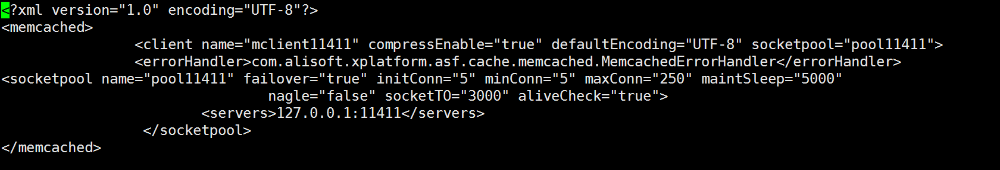 <?xml version="1.0" encoding="UTF-8"?>
<memcached>
<client name="mclient11411" compressEnable="true" defaultEncoding="UTF-8" socketpool="pool11411">
<errorHandler>com.alisoft.xplatform.asf.cache.memcached.MemcachedErrorHandler</errorHandler>
<socketpool name="pool11411" failover="true" initConn="5" minConn="5" maxConn="250" maintSleep="5000"
nagle="false" socketTO="3000" aliveCheck="true">
<servers>127.0.0.1:11411</servers>
</socketpool>
</memcached>